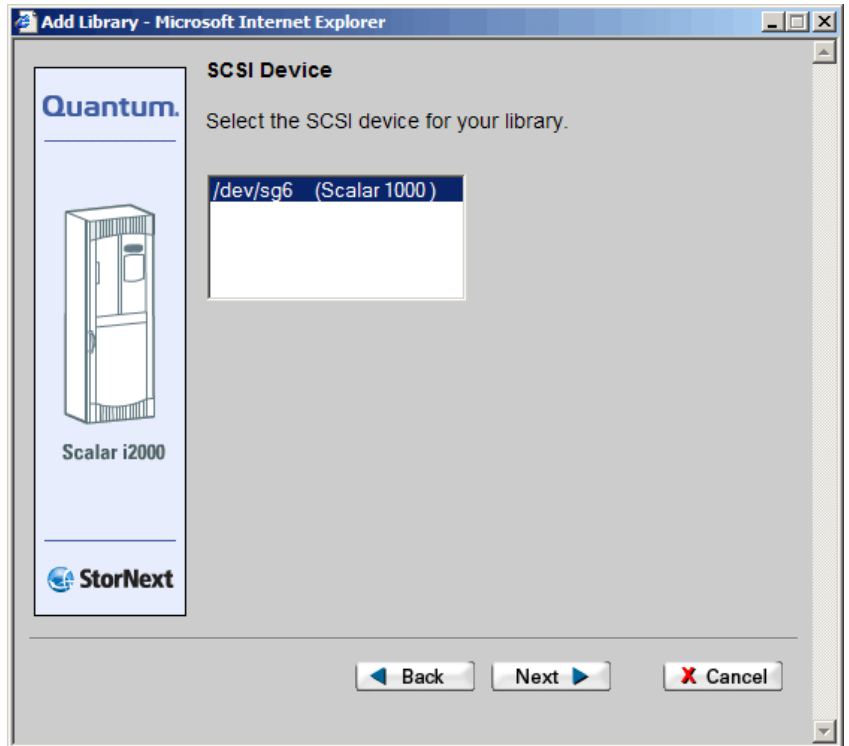 Add Library - Microsoft Internet Explorer
SCSI Device
Quantum.
Select the SCSI device for your library.
/dev/sg6 (Scalar 1000 )
Scalar i2000
StorNext
Back
Next
X Cancel